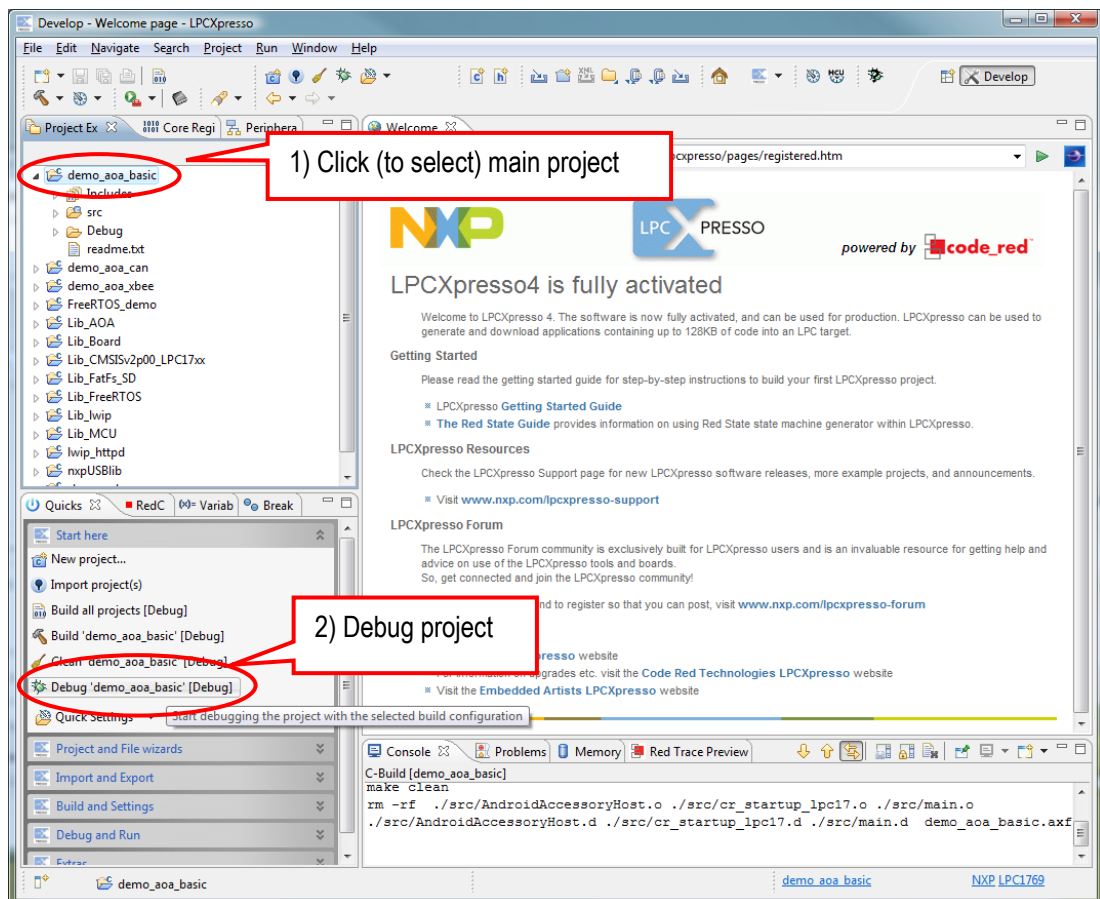 Develop - Welcome page - LPCXpresso
File Edit Navigate Search Project Run Window Help
Develop
Project Ex
Core Regi
Periphera
Welcome
1) Click (to select) main project
pcxpresso/pages/registered.htm
demo_aoa_basic
Includes
src
Debug
readme.txt
demo_aoa_can
demo_aoa_xbee
FreeRTOS_demo
Lib_AOA
Lib_Board
Lib_CMSISv2p00_LPC17xx
Lib_FatFs_SD
Lib_FreeRTOS
Lib_lwip
Lib_MCU
lwip_httpd
nxpUSBlib
NXP
LPC XPRESSO
powered by code_red
LPCXpresso4 is fully activated
Welcome to LPCXpresso 4. The software is now fully activated, and can be used for production. LPCXpresso can be used to
generate and download applications containing up to 128KB of code into an LPC target.
Getting Started
Please read the getting started guide for step-by-step instructions to build your first LPCXpresso project.
LPCXpresso Getting Started Guide
The Red State Guide provides information on using Red State state machine generator within LPCXpresso.
LPCXpresso Resources
Check the LPCXpresso Support page for new LPCXpresso software releases, more example projects, and announcements.
Visit www.nxp.com/lpcxpresso-support
LPCXpresso Forum
The LPCXpresso Forum community is exclusively built for LPCXpresso users and is an invaluable resource for getting help and
advice on use of the LPCXpresso tools and boards.
So, get connected and join the LPCXpresso community!
nd to register so that you can post, visit www.nxp.com/lpcxpresso-forum
resso website
For information on upgrades etc. visit the Code Red Technologies LPCXpresso website
Visit the Embedded Artists LPCXpresso website
Quicks
RedC
(x)= Variab
Break
Start here
New project...
Import project(s)
Build all projects [Debug]
Build 'demo_aoa_basic' [Debug]
Clean 'demo_aoa_basic' [Debug]
Debug 'demo_aoa_basic' [Debug]
2) Debug project
Quick Settings
Start debugging the project with the selected build configuration
Project and File wizards
Import and Export
Build and Settings
Debug and Run
Extras
Console
Problems
Memory
Red Trace Preview
C-Build [demo_aoa_basic]
make clean
rm -rf ./src/AndroidAccessoryHost.o ./src/cr_startup_lpc17.o ./src/main.o
./src/AndroidAccessoryHost.d ./src/cr_startup_lpc17.d ./src/main.d demo_aoa_basic.axf
demo_aoa_basic
demo_aoa_basic
NXP LPC1769